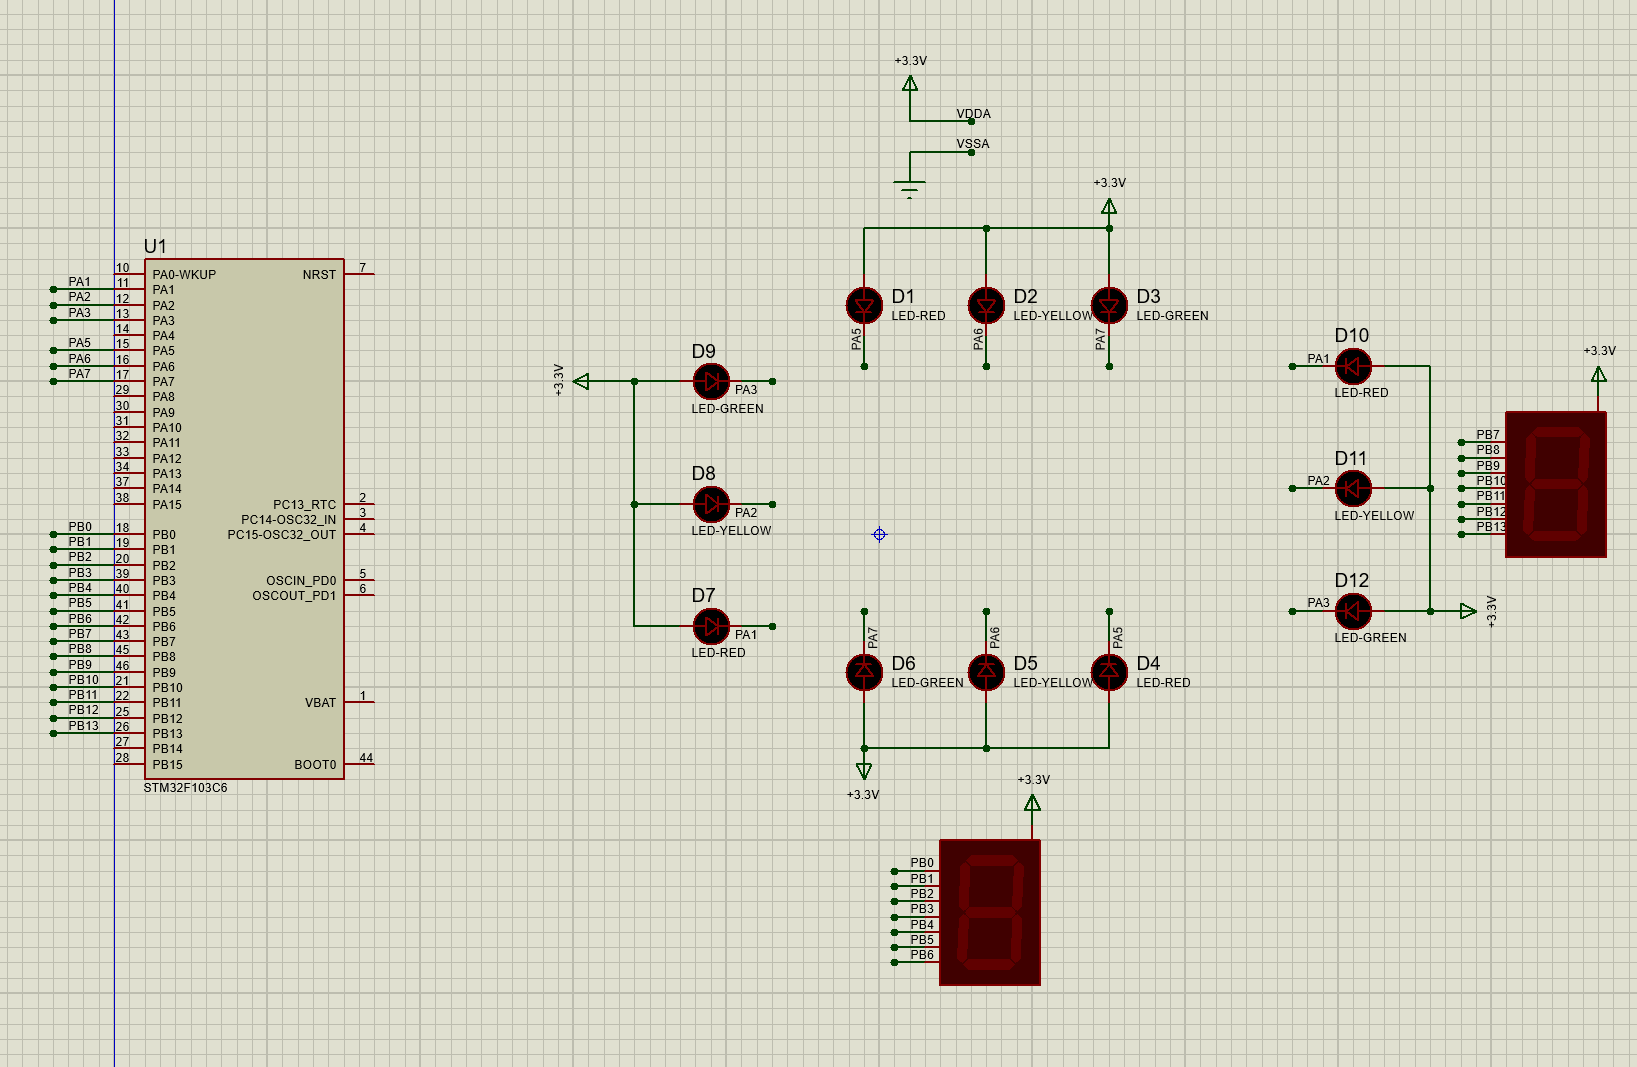 +3.3V
VDDA
VSSA
+3.3V
U1
10 PA0-WKUP NRST 7
PA1 11 PA1
PA2 12 PA2
PA3 13 PA3
14 PA4
PA5 15 PA5
PA6 16 PA6
PA7 17 PA7
29 PA8
30 PA9
31 PA10
32 PA11
33 PA12
34 PA13
37 PA14
38 PA15 PC13_RTC 2
PC14-OSC32_IN 3
PB0 18 PB0 PC15-OSC32_OUT 4
PB1 19 PB1
PB2 20 PB2
PB3 39 PB3 OSCIN_PD0 5
PB4 40 PB4 OSCOUT_PD1 6
PB5 41 PB5
PB6 42 PB6
PB7 43 PB7
PB8 45 PB8
PB9 46 PB9
PB10 21 PB10
PB11 22 PB11 VBAT 1
PB12 25 PB12
PB13 26 PB13
27 PB14
28 PB15 BOOT0 44
STM32F103C6
D1
LED-RED
PA5
D2
LED-YELLOW
PA6
D3
LED-GREEN
PA7
+3.3V
D9
PA3
LED-GREEN
D8
PA2
LED-YELLOW
D7
PA1
LED-RED
D10
PA1
LED-RED
D11
PA2
LED-YELLOW
D12
PA3
LED-GREEN
+3.3V
+3.3V
PB7
PB8
PB9
PB10
PB11
PB12
PB13
PA7
D6
LED-GREEN
PA6
D5
LED-YELLOW
PA5
D4
LED-RED
+3.3V
+3.3V
PB0
PB1
PB2
PB3
PB4
PB5
PB6